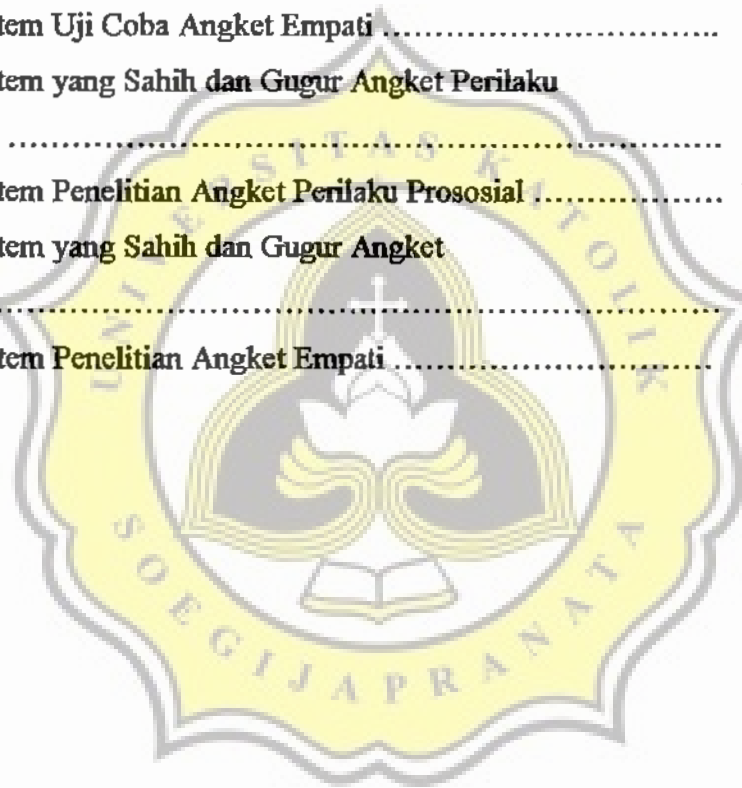 tem Uji Coba Angket Empati ................................
tem yang Sahih dan Gugur Angket Perilaku
....................................................................
tem Penelitian Angket Perilaku Prososial ..................
tem yang Sahih dan Gugur Angket
....................................................................
tem Penelitian Angket Empati ..............................
UNIVERSITAS KATOLIK
SOEGIJAPRANATA